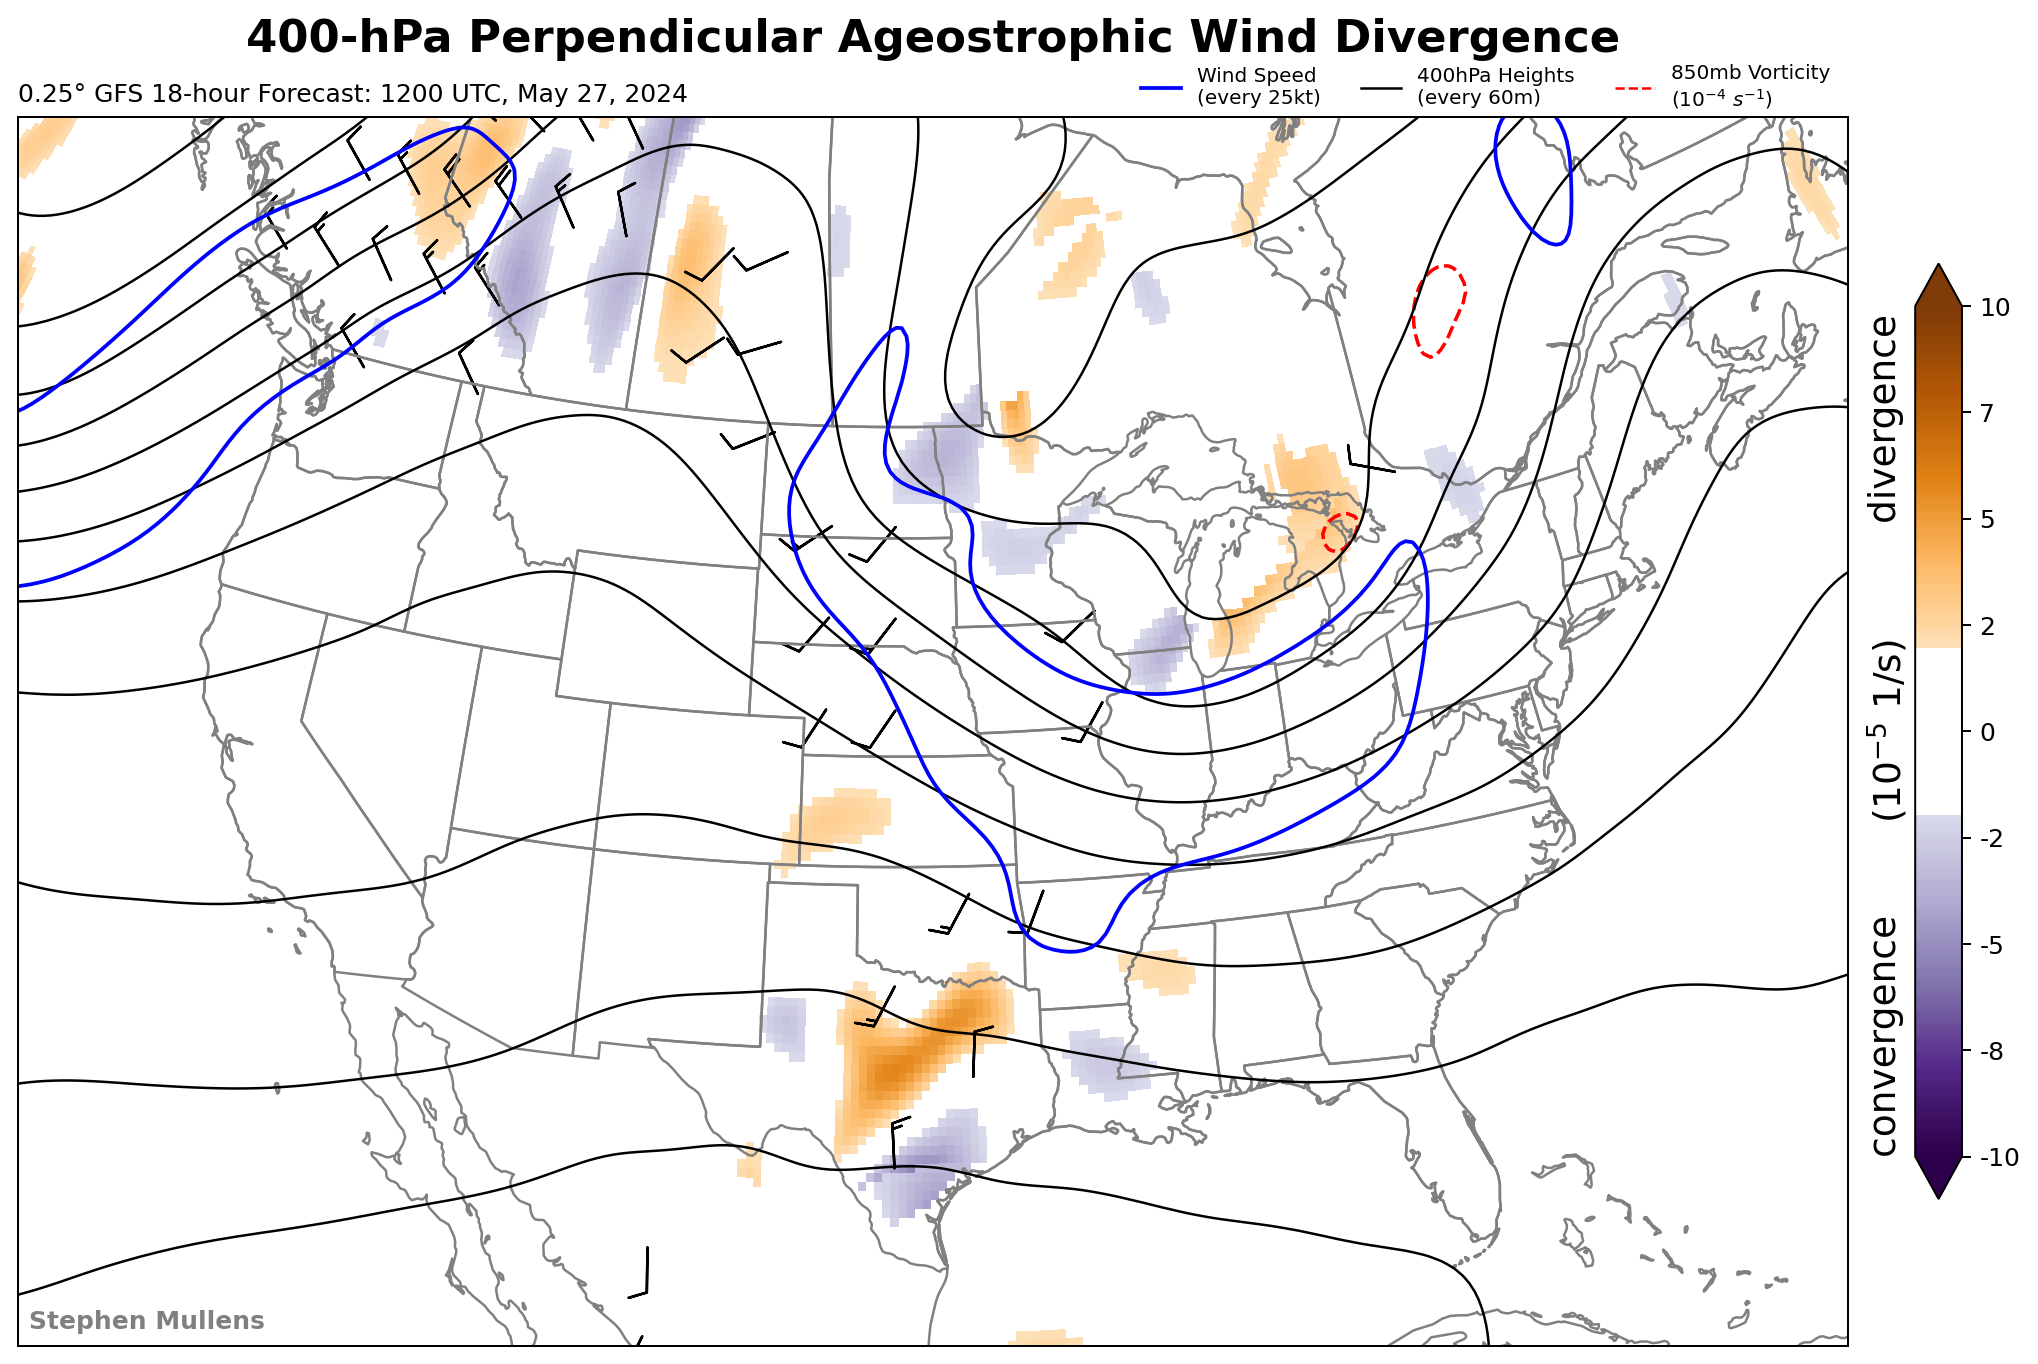 400-hPa Perpendicular Ageostrophic Wind Divergence
0.25° GFS 18-hour Forecast: 1200 UTC, May 27, 2024
Wind Speed
(every 25kt)
400hPa Heights
(every 60m)
850mb Vorticity
(10⁻⁴ s⁻¹)
10
7
5
2
0
-2
-5
-8
-10
convergence (10⁻⁵ 1/s) divergence
Stephen Mullens